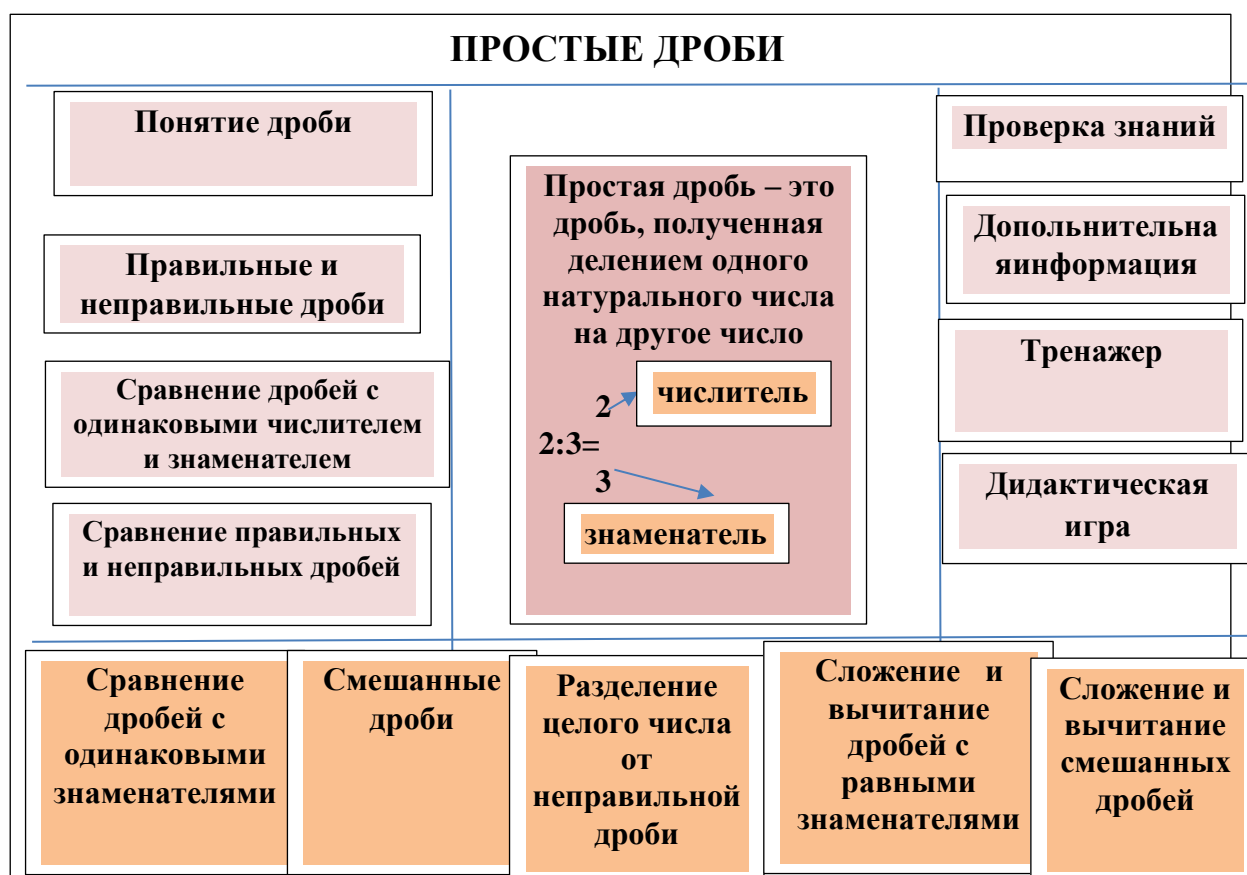 ПРОСТЫЕ ДРОБИ
Понятие дроби
Правильные и
неправильные дроби
Сравнение дробей с
одинаковыми числителем
и знаменателем
Сравнение правильных
и неправильных дробей
Простая дробь – это
дробь, полученная
делением одного
натурального числа
на другое число
числитель
2
2:3=
3
знаменатель
Проверка знаний
Допольнительна
яинформация
Тренажер
Дидактическая
игра
Сравнение
дробей с
одинаковыми
знаменателями
Смешанные
дроби
Разделение
целого числа
от
неправильной
дроби
Сложение и
вычитание
дробей с
равными
знаменателями
Сложение и
вычитание
смешанных
дробей